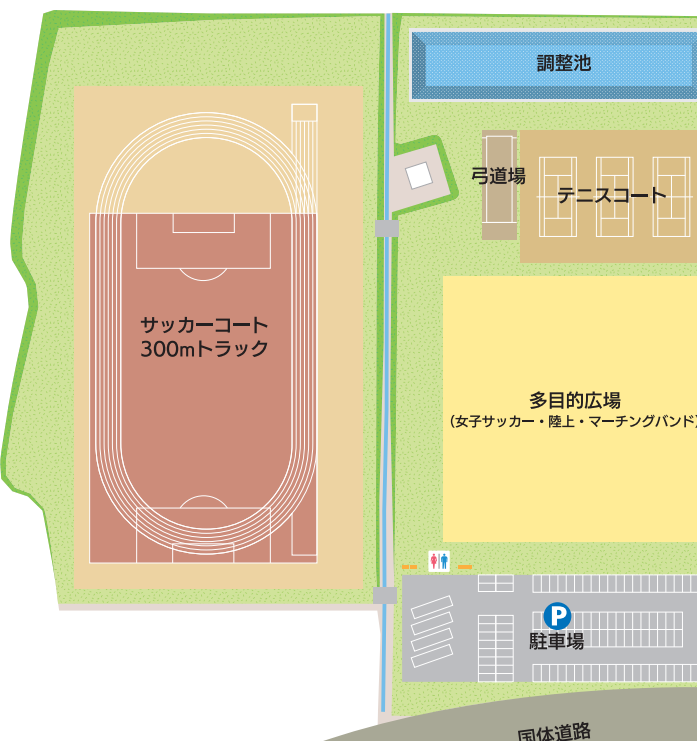 調整池
弓道場
テニスコート
サッカーコート
300mトラック
多目的広場
(女子サッカー・陸上・マーチングバンド)
P
駐車場
国体道路